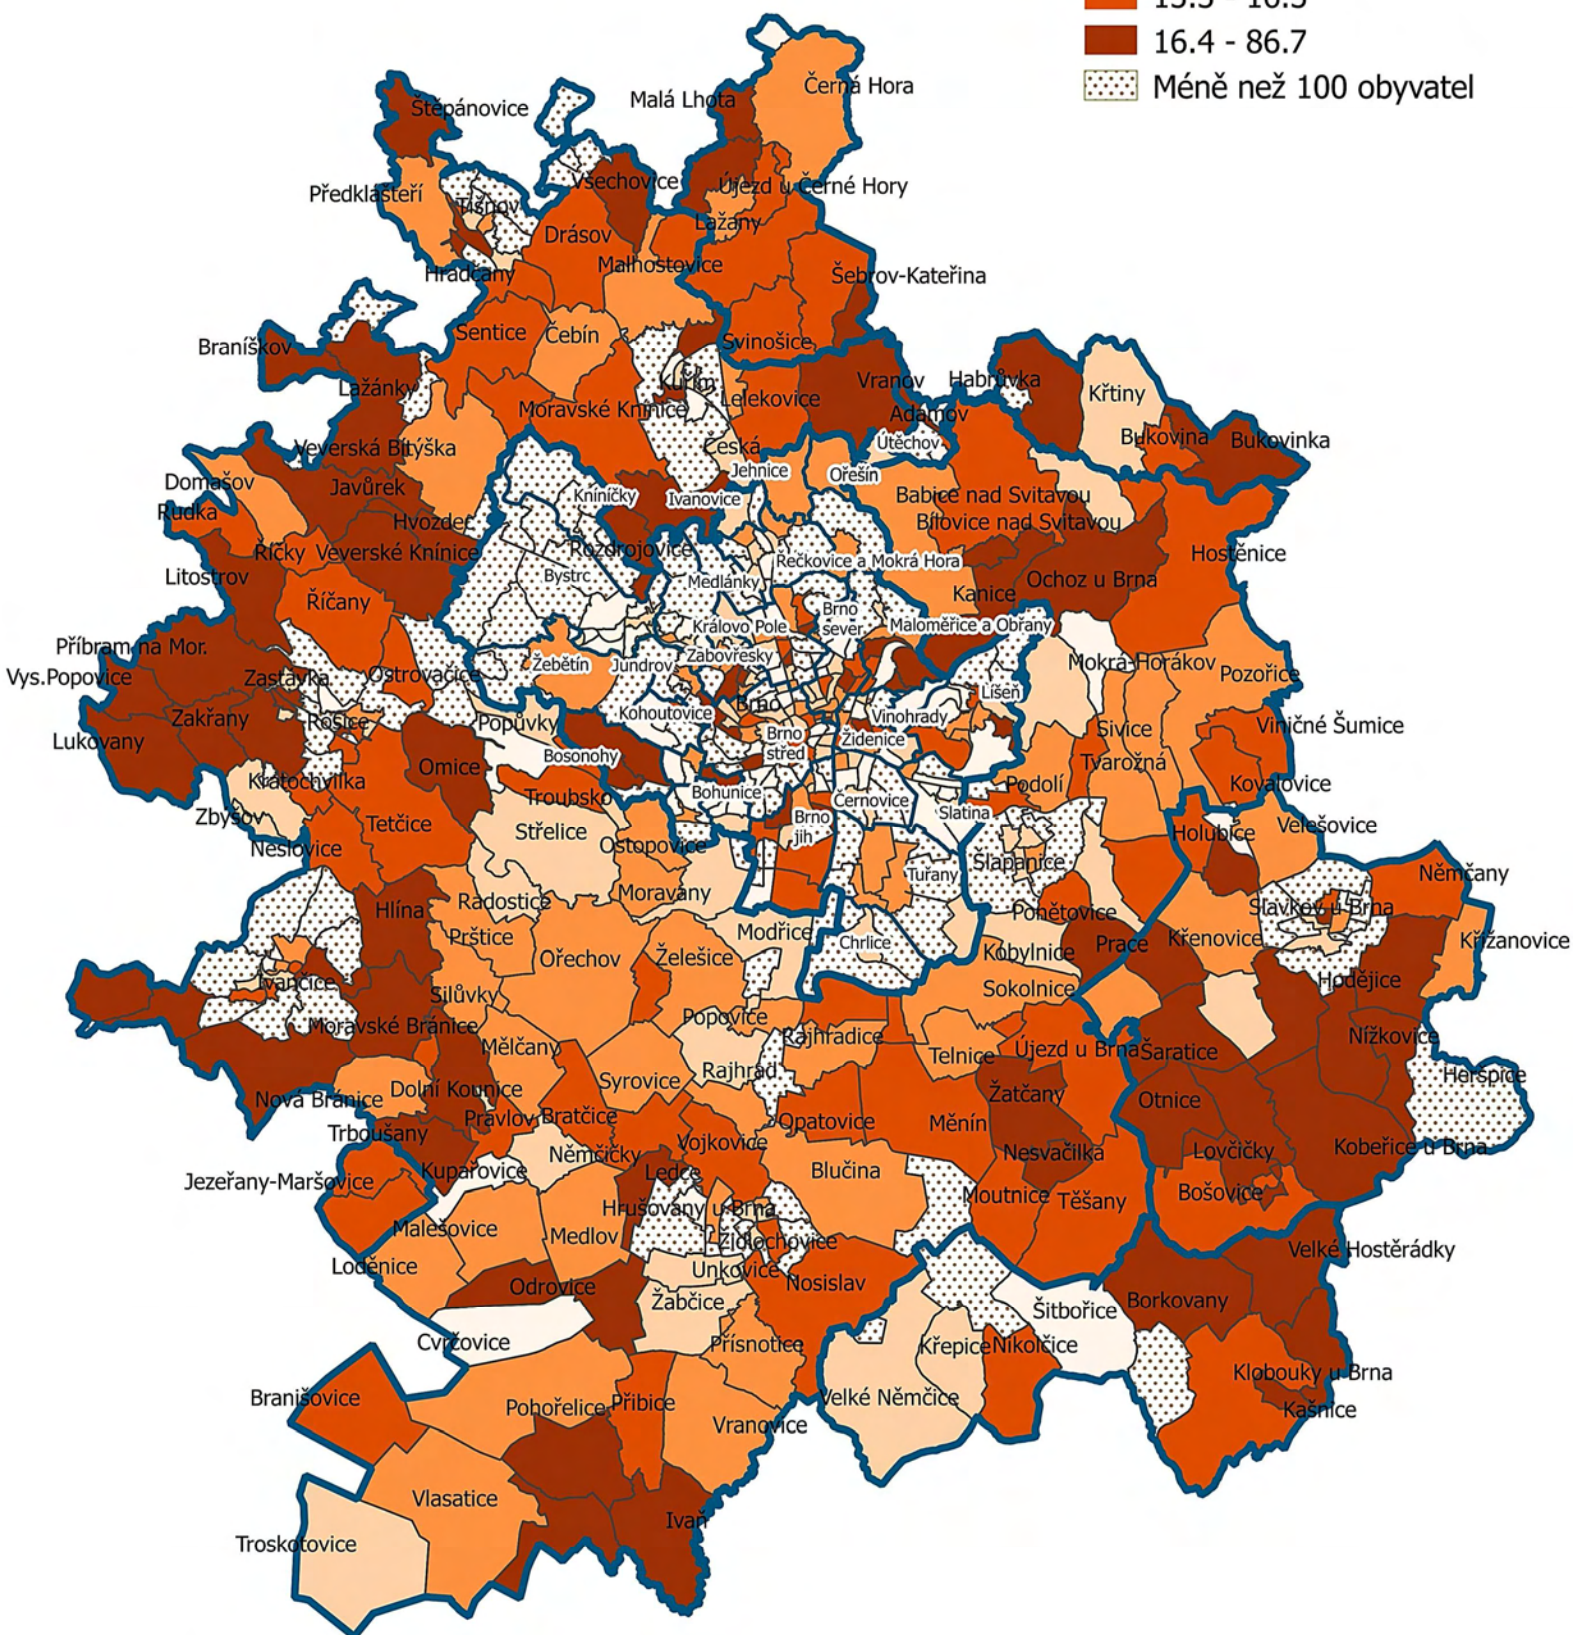 16.4 - 86.7
Méně než 100 obyvatel
Černá Hora
Malá Lhota
Štěpánovice
Všechovice
Újezd u Černé Hory
Předklášteří
Tišnov
Lažany
Drásov
Malhostovice
Hradčany
Šebrov-Kateřina
Sentice
Čebín
Svinošice
Braníškov
Lažánky
Kuřim
Vranov
Habrůvka
Křtiny
Lelekovice
Moravské Knínice
Adamov
Bukovina
Bukovinka
Útěchov
Veverská Bítýška
Česká
Jehnice
Ořešín
Domašov
Javůrek
Kníničky
Ivanovice
Babice nad Svitavou
Rudka
Hvozdec
Bílovice nad Svitavou
Říčky
Veverské Knínice
Rozdrojovice
Hostěnice
Řečkovice a Mokrá Hora
Litostrov
Bystrc
Medlánky
Ochoz u Brna
Kanice
Říčany
Brno
sever
Královo Pole
Maloměřice a Obřany
Příbram na Mor.
Žabovřesky
Žebětín
Jundrov
Mokrá-Horákov
Pozořice
Vys.Popovice
Zastávka
Ostrovačice
Líšeň
Brno
Kohoutovice
Vinohrady
Zakřany
Rosice
Popůvky
Sivice
Viničné Šumice
Lukovany
Brno
střed
Židenice
Bosonohy
Omice
Tvarožná
Kratochvilka
Podolí
Kovalovice
Bohunice
Černovice
Troubsko
Slatina
Zbýšov
Tetčice
Střelice
Brno
jih
Holubice
Velešovice
Neslovice
Ostopovice
Šlapanice
Tuřany
Němčany
Moravany
Radostice
Hlína
Ponětovice
Slavkov u Brna
Modřice
Prštice
Chrlice
Prace
Křenovice
Křižanovice
Kobylnice
Ořechov
Želešice
Ivančice
Hodějice
Sokolnice
Silůvky
Popovice
Moravské Bránice
Rajhradice
Nížkovice
Mělčany
Telnice
Újezd u Brna
Šaratice
Rajhrad
Heršpice
Syrovice
Dolní Kounice
Nová Bránice
Žatčany
Otnice
Pravlov
Bratčice
Opatovice
Měnín
Trboušany
Vojkovice
Němčičky
Nesvačilka
Lovčičky
Kobeřice u Brna
Kupařovice
Ledce
Blučina
Jezeřany-Maršovice
Moutnice
Těšany
Bošovice
Hrušovany u Brna
Malešovice
Medlov
Židlochovice
Velké Hostěrádky
Loděnice
Unkovice
Odrovice
Nosislav
Žabčice
Šitbořice
Borkovany
Cvrčovice
Přísnotice
Křepice
Nikolčice
Klobouky u Brna
Branišovice
Velké Němčice
Pohořelice
Přibice
Kašnice
Vranovice
Vlasatice
Ivaň
Troskotovice